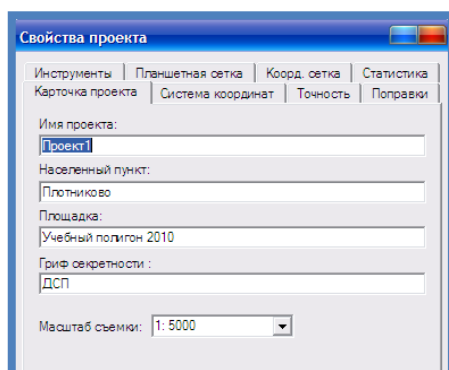 Свойства проекта
Инструменты Планшетная сетка Коорд. сетка Статистика
Карточка проекта Система координат Точность Поправки
Имя проекта:
Проект1
Населенный пункт:
Плотниково
Площадка:
Учебный полигон 2010
Гриф секретности :
ДСП
Масштаб съемки: 1: 5000